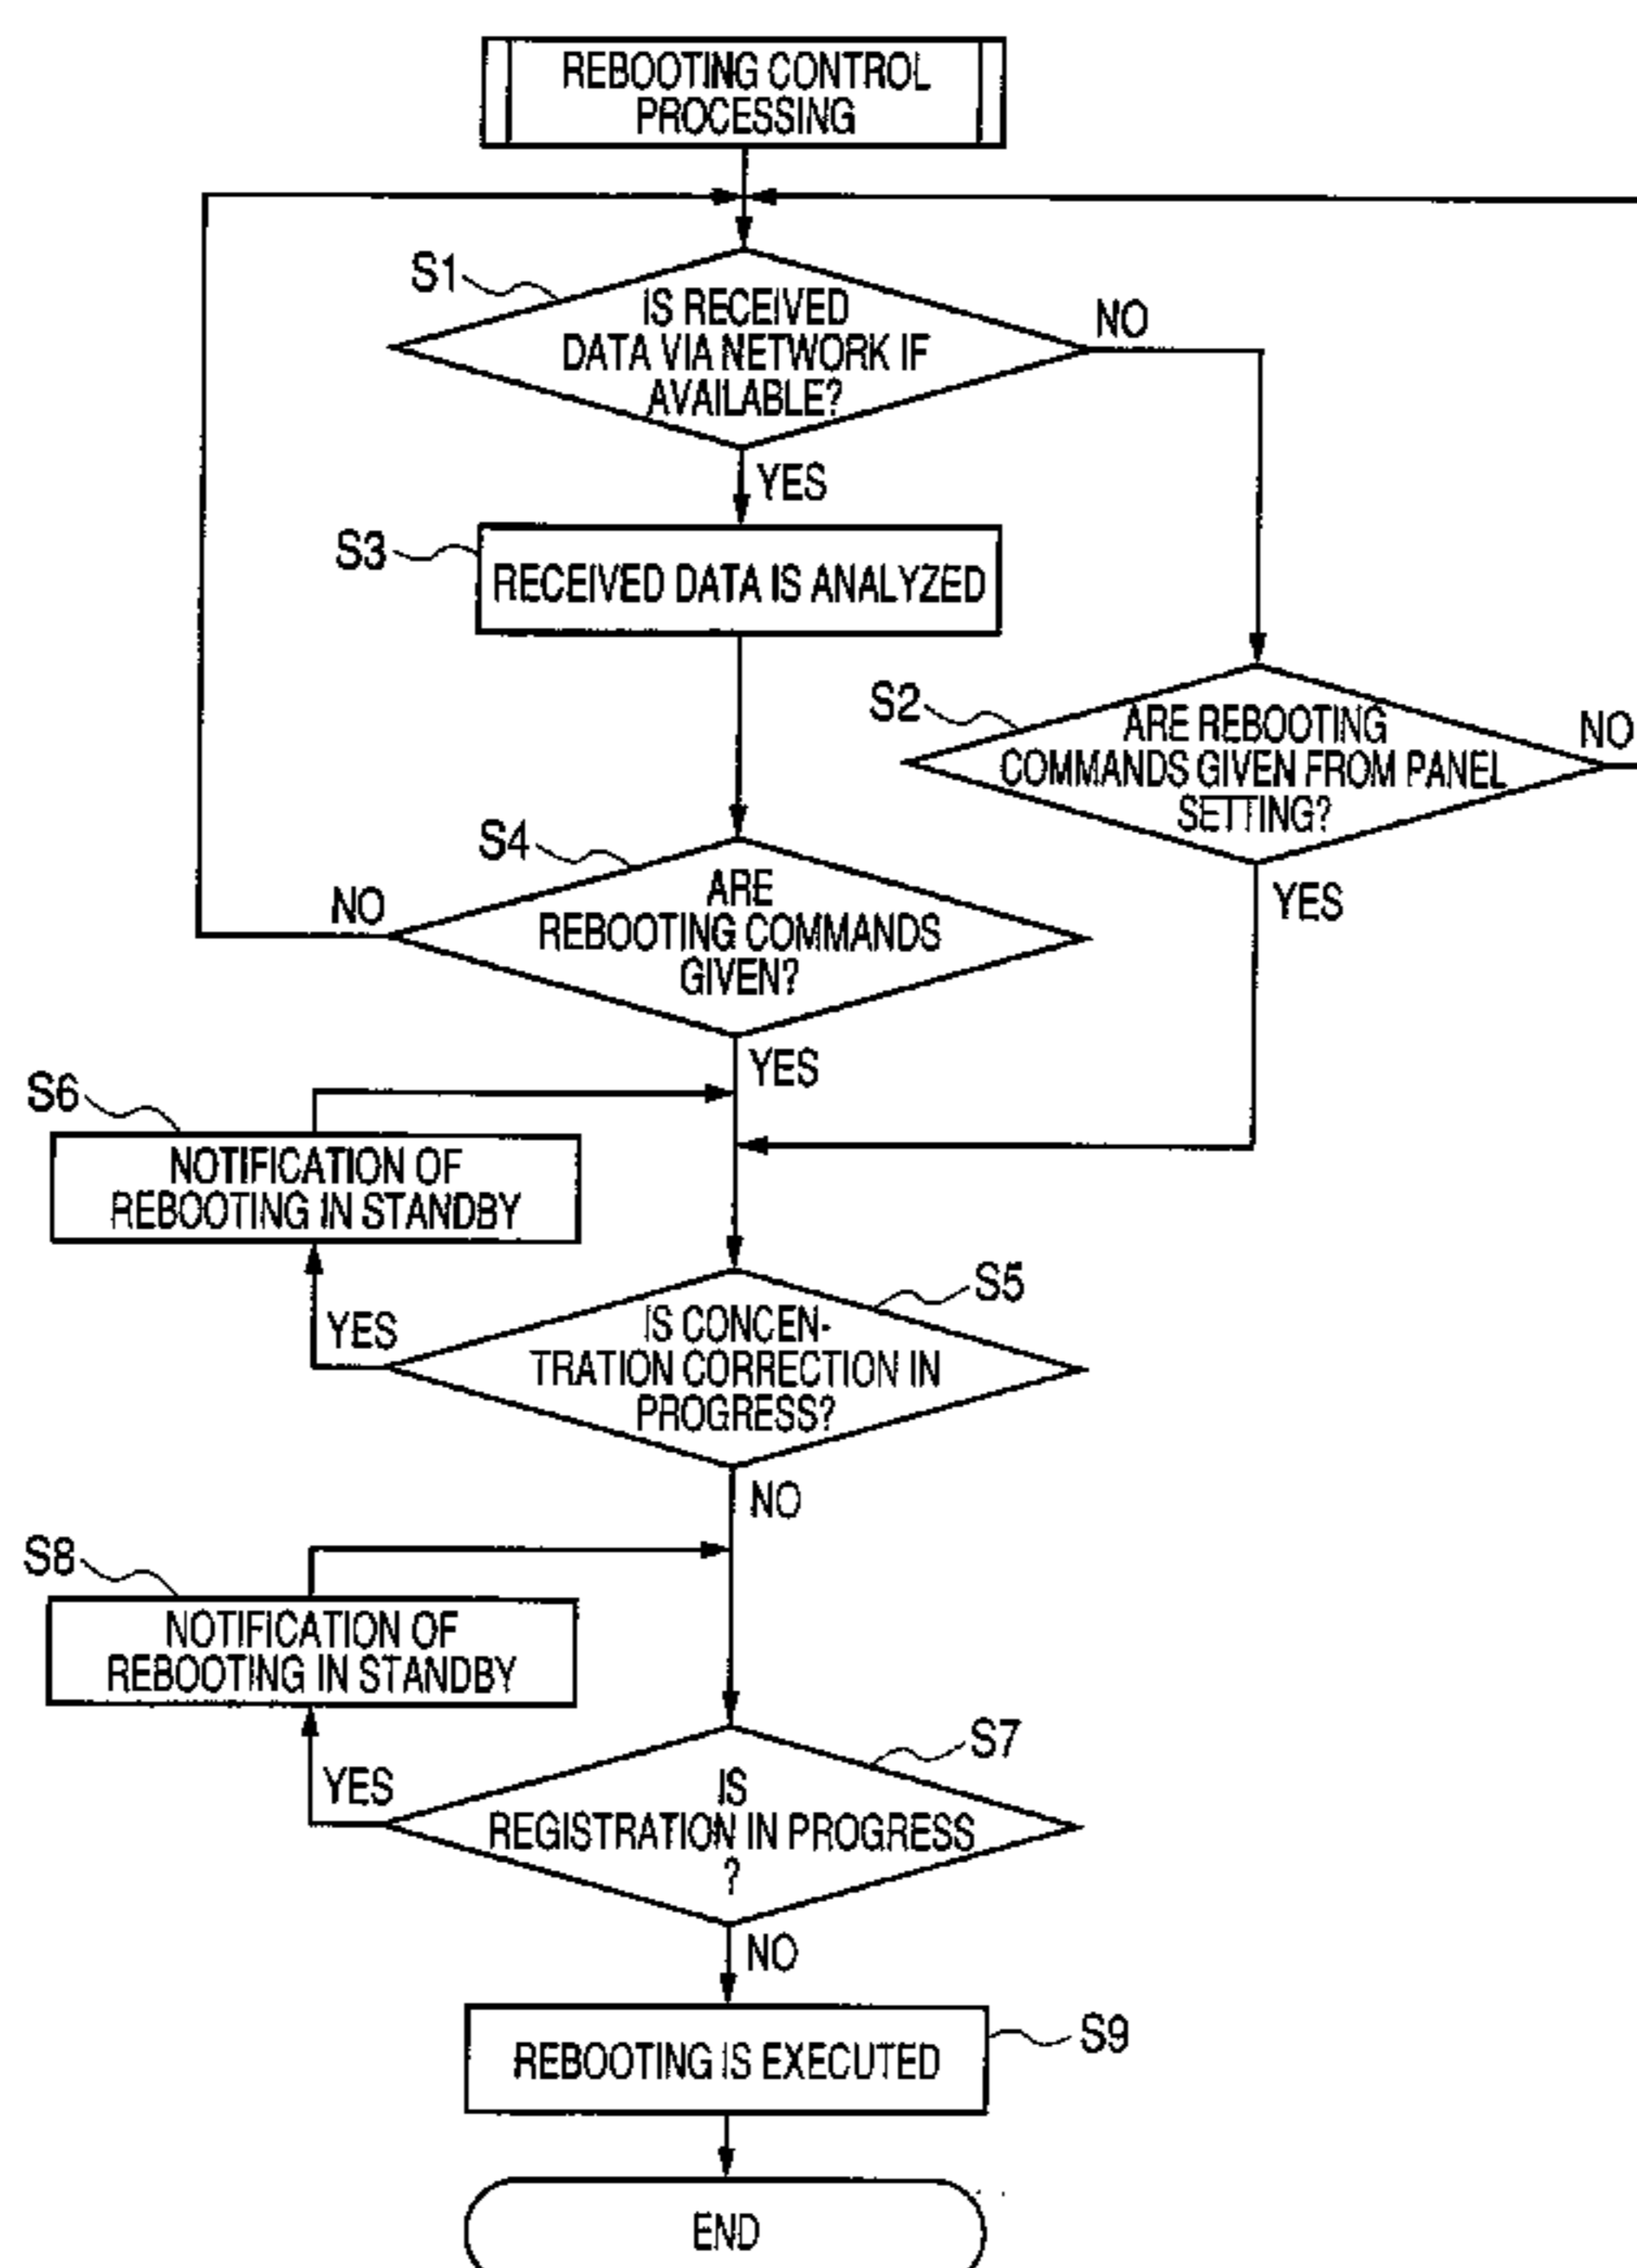 REBOOTING CONTROL
PROCESSING
S1
IS RECEIVED
DATA VIA NETWORK IF
AVAILABLE?
NO
YES
S3
RECEIVED DATA IS ANALYZED
S2
ARE REBOOTING
COMMANDS GIVEN FROM PANEL
SETTING?
NO
YES
S4
ARE
REBOOTING COMMANDS
GIVEN?
NO
YES
S6
NOTIFICATION OF
REBOOTING IN STANDBY
YES
S5
IS CONCEN-
TRATION CORRECTION IN
PROGRESS?
NO
S8
NOTIFICATION OF
REBOOTING IN STANDBY
YES
S7
IS
REGISTRATION IN PROGRESS
?
NO
S9
REBOOTING IS EXECUTED
END